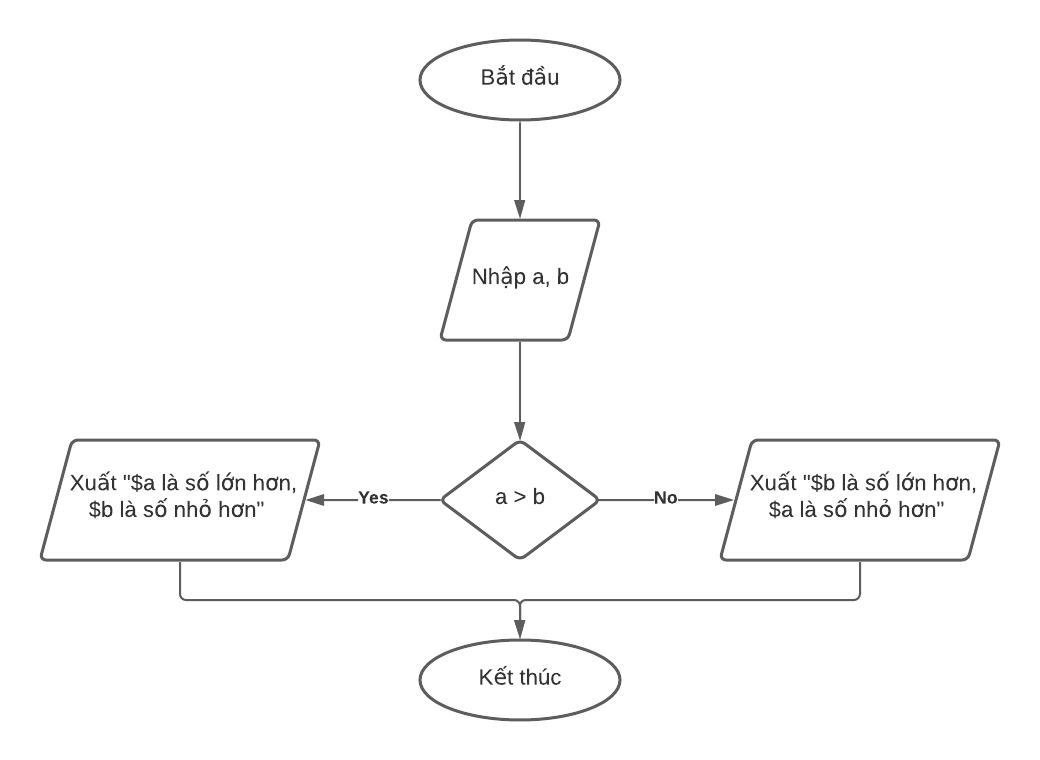 Bắt đầu
Nhập a, b
Xuất "$a là số lớn hơn,
$b là số nhỏ hơn"
Yes
a > b
No
Xuất "$b là số lớn hơn,
$a là số nhỏ hơn"
Kết thúc